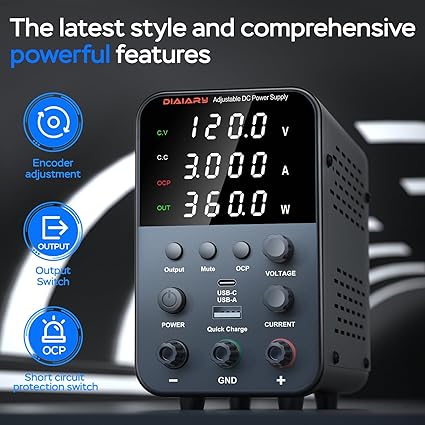 The latest style and comprehensive
powerful features
Encoder
adjustment
OUTPUT
Output
Switch
OCP
Short circuit
protection switch
DIAIARY Adjustable DC Power Supply
C.V 120.0 V
C.C 3.000 A
OCP
OUT 360.0 W
Output Mute OCP VOLTAGE
USB-C
USB-A
POWER Quick Charge CURRENT
− GND +